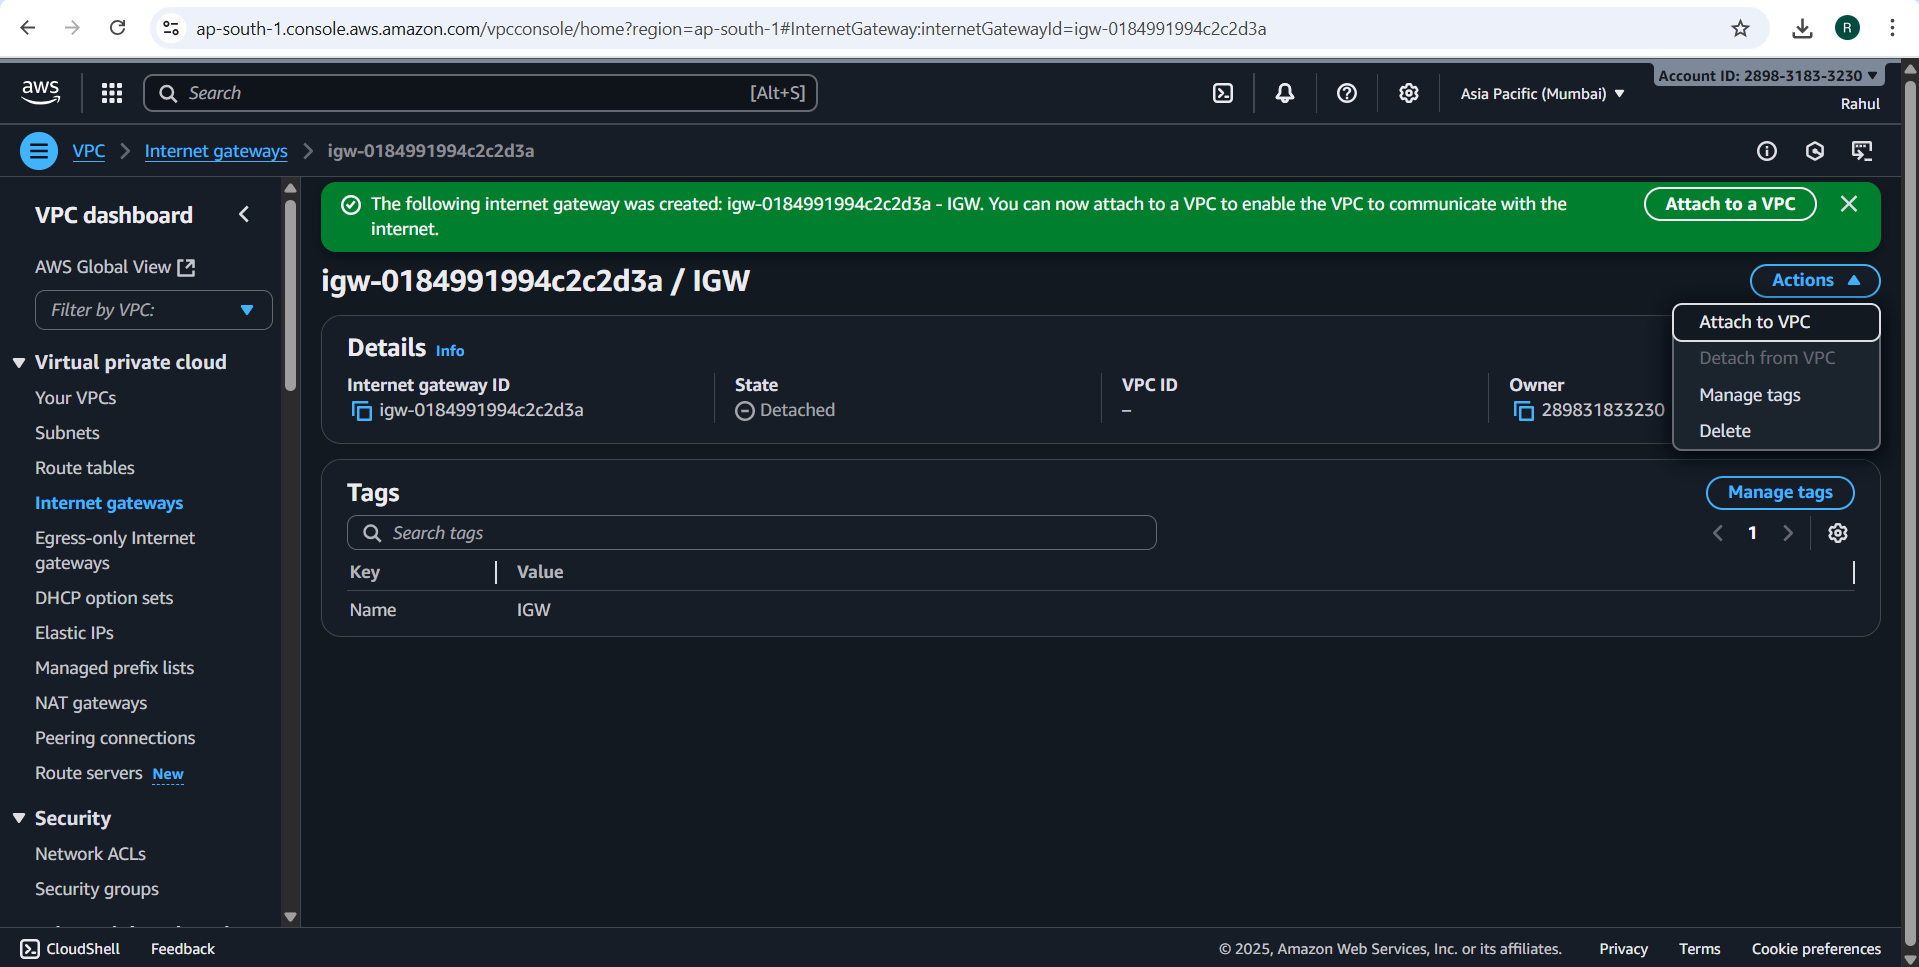 ap-south-1.console.aws.amazon.com/vpcconsole/home?region=ap-south-1#InternetGateway:internetGatewayId=igw-0184991994c2c2d3a
R
aws
Search
[Alt+S]
Asia Pacific (Mumbai)
Account ID: 2898-3183-3230
Rahul
VPC
Internet gateways
igw-0184991994c2c2d3a
VPC dashboard
AWS Global View
Filter by VPC:
Virtual private cloud
Your VPCs
Subnets
Route tables
Internet gateways
Egress-only Internet
gateways
DHCP option sets
Elastic IPs
Managed prefix lists
NAT gateways
Peering connections
Route servers New
Security
Network ACLs
Security groups
The following internet gateway was created: igw-0184991994c2c2d3a - IGW. You can now attach to a VPC to enable the VPC to communicate with the
internet.
Attach to a VPC
igw-0184991994c2c2d3a / IGW
Actions
Attach to VPC
Detach from VPC
Manage tags
Delete
Details Info
Internet gateway ID
igw-0184991994c2c2d3a
State
Detached
VPC ID
–
Owner
289831833230
Tags
Manage tags
Search tags
1
Key
Value
Name
IGW
CloudShell
Feedback
© 2025, Amazon Web Services, Inc. or its affiliates.
Privacy
Terms
Cookie preferences